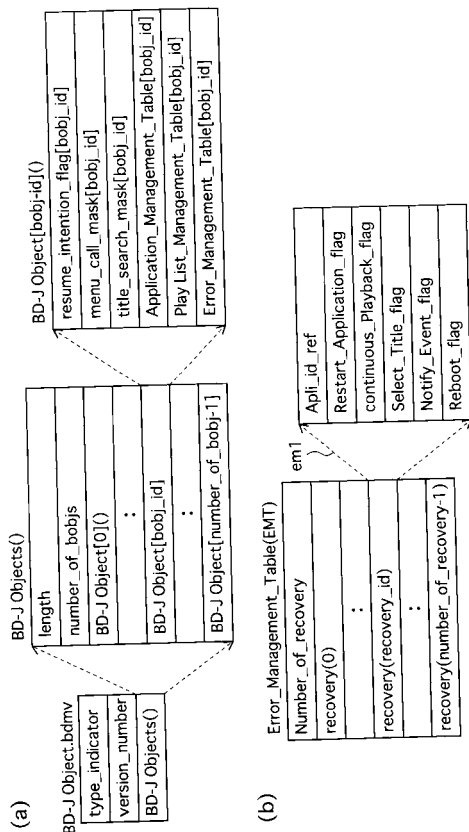 (a)
BD-J Object.bdmv
type_indicator
version_number
BD-J Objects()
BD-J Objects()
length
number_of_bobjs
BD-J Object[0]()
:
BD-J Object[bobj_id]
:
BD-J Object[number_of_bobj-1]
BD-J Object[bobj-id]()
resume_intention_flag[bobj_id]
menu_call_mask[bobj_id]
title_search_mask[bobj_id]
Application_Management_Table[bobj_id]
Play List_Management_Table[bobj_id]
Error_Management_Table[bobj_id]
(b)
Error_Management_Table(EMT)
Number_of_recovery
recovery(0)
:
recovery(recovery_id)
:
recovery(number_of_recovery-1)
em1
Apli_id_ref
Restart_Application_flag
continuous_Playback_flag
Select_Title_flag
Notify_Event_flag
Reboot_flag